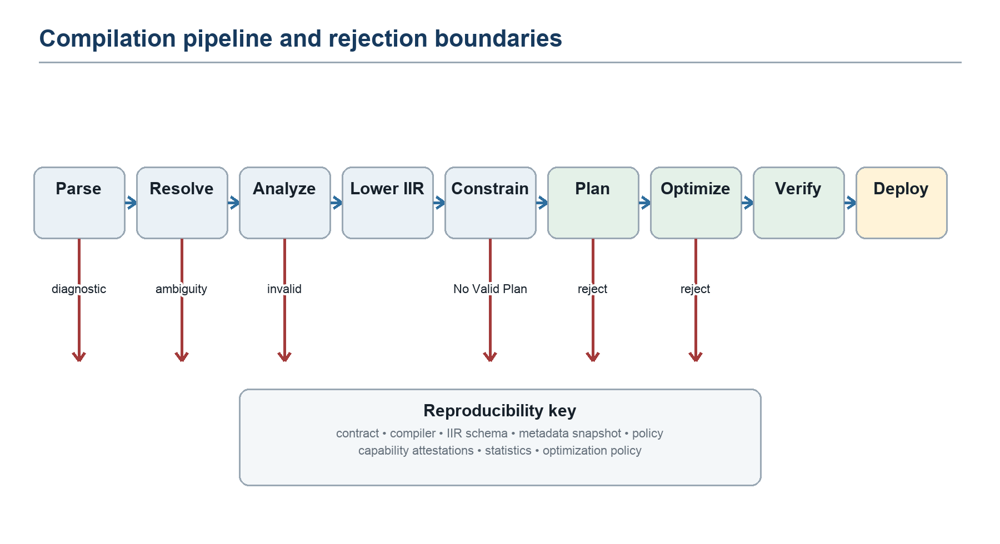 Compilation pipeline and rejection boundaries
Parse
Resolve
Analyze
Lower IIR
Constrain
Plan
Optimize
Verify
Deploy
diagnostic
ambiguity
invalid
No Valid Plan
reject
reject
Reproducibility key
contract • compiler • IIR schema • metadata snapshot • policy
capability attestations • statistics • optimization policy